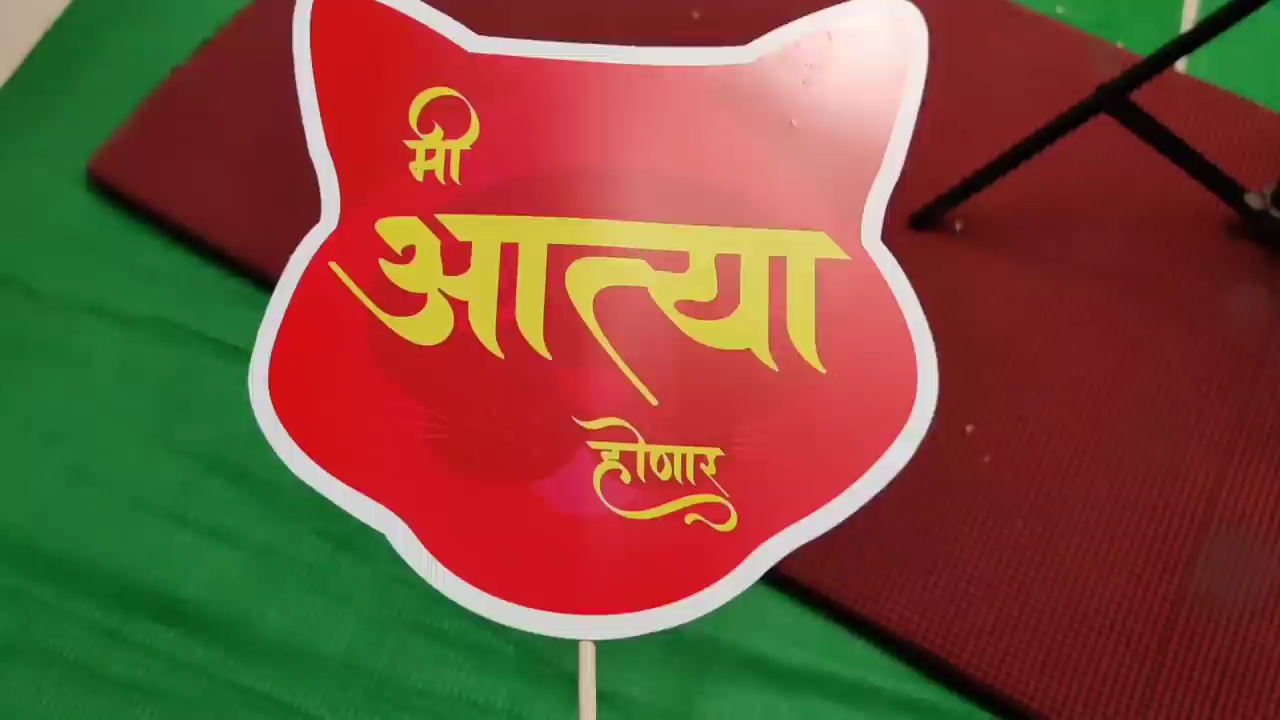 मी
आत्या
होणार